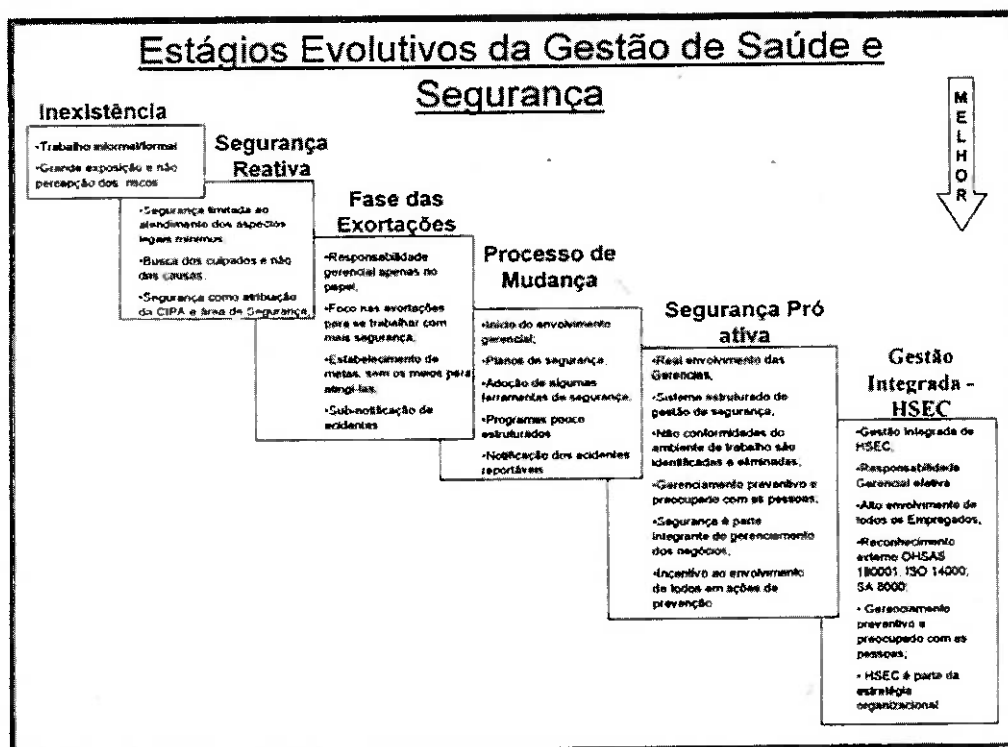 Estágios Evolutivos da Gestão de Saúde e
Segurança
MELHOR
Inexistência
•Trabalho informal/formal
•Grande exposição e não
percepção dos riscos
Segurança
Reativa
•Segurança limitada ao
atendimento dos aspectos
legais mínimos;
•Busca dos culpados e não
das causas;
•Segurança como atribuição
da CIPA e área de Segurança;
Fase das
Exortações
•Responsabilidade
gerencial apenas no
papel;
•Foco nas exortações
para se trabalhar com
mais segurança;
•Estabelecimento de
metas, sem os meios para
atingi-las;
•Sub-notificação de
acidentes
Processo de
Mudança
•Início do envolvimento
gerencial;
•Planos de segurança;
•Adoção de algumas
ferramentas de segurança;
•Programas pouco
estruturados
•Notificação dos acidentes
reportáveis
Segurança Pró
ativa
•Real envolvimento das
Gerencias;
•Sistema estruturado de
gestão de segurança;
•Não conformidades do
ambiente de trabalho são
identificadas e eliminadas;
•Gerenciamento preventivo e
preocupado com as pessoas;
•Segurança é parte
integrante do gerenciamento
dos negócios;
•Incentivo ao envolvimento
de todos em ações de
prevenção
Gestão
Integrada -
HSEC
•Gestão Integrada de
HSEC;
•Responsabilidade
Gerencial efetiva
•Alto envolvimento de
todos os Empregados;
•Reconhecimento
externo OHSAS
180001, ISO 14000,
SA 8000;
• Gerenciamento
preventivo e
preocupado com as
pessoas;
• HSEC é parte da
estratégia
organizacional